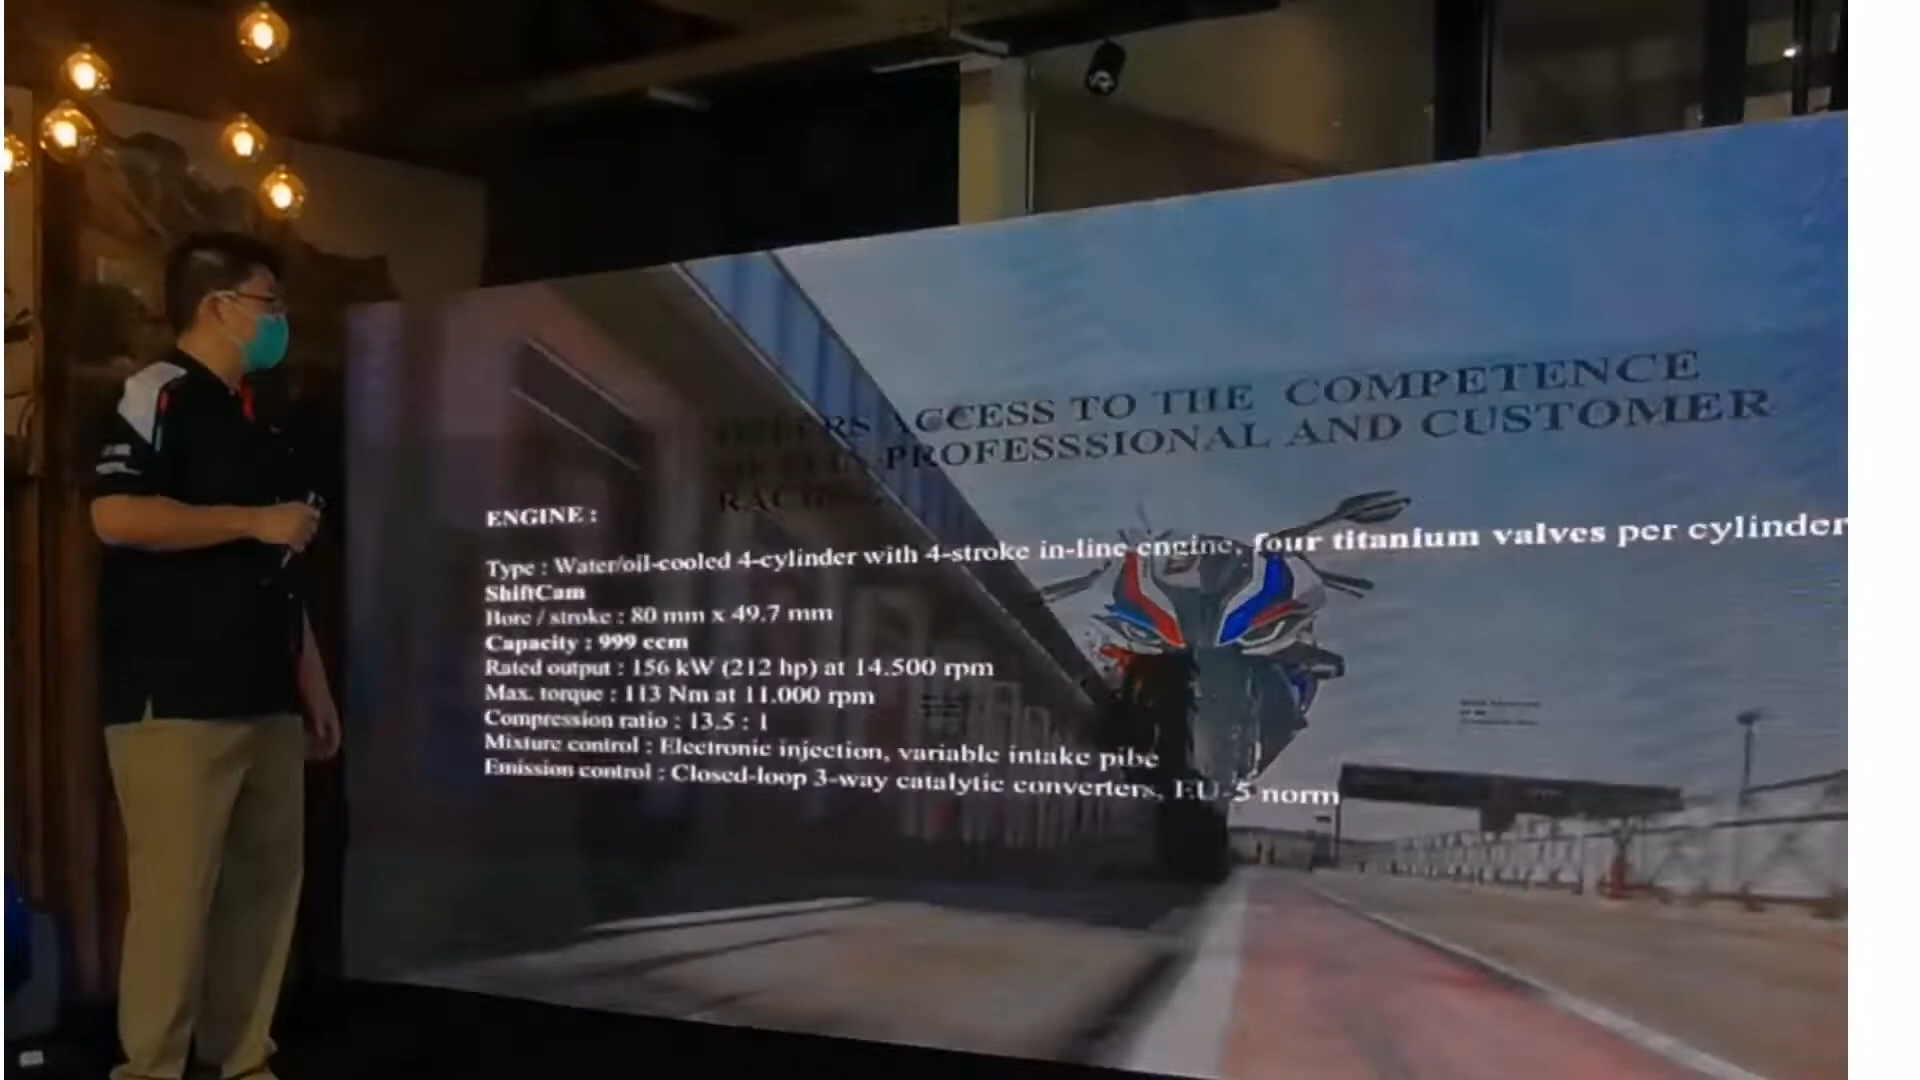 ACCESS TO THE COMPETENCE
PROFESSSIONAL AND CUSTOMER
ENGINE :
Type : Water/oil-cooled 4-cylinder with 4-stroke in-line engine, four titanium valves per cylinder
ShiftCam
Bore / stroke : 80 mm x 49.7 mm
Capacity : 999 ccm
Rated output : 156 kW (212 hp) at 14.500 rpm
Max. torque : 113 Nm at 11.000 rpm
Compression ratio : 13.5 : 1
Mixture control : Electronic injection, variable intake pibe
Emission control : Closed-loop 3-way catalytic converters, EU-5 norm